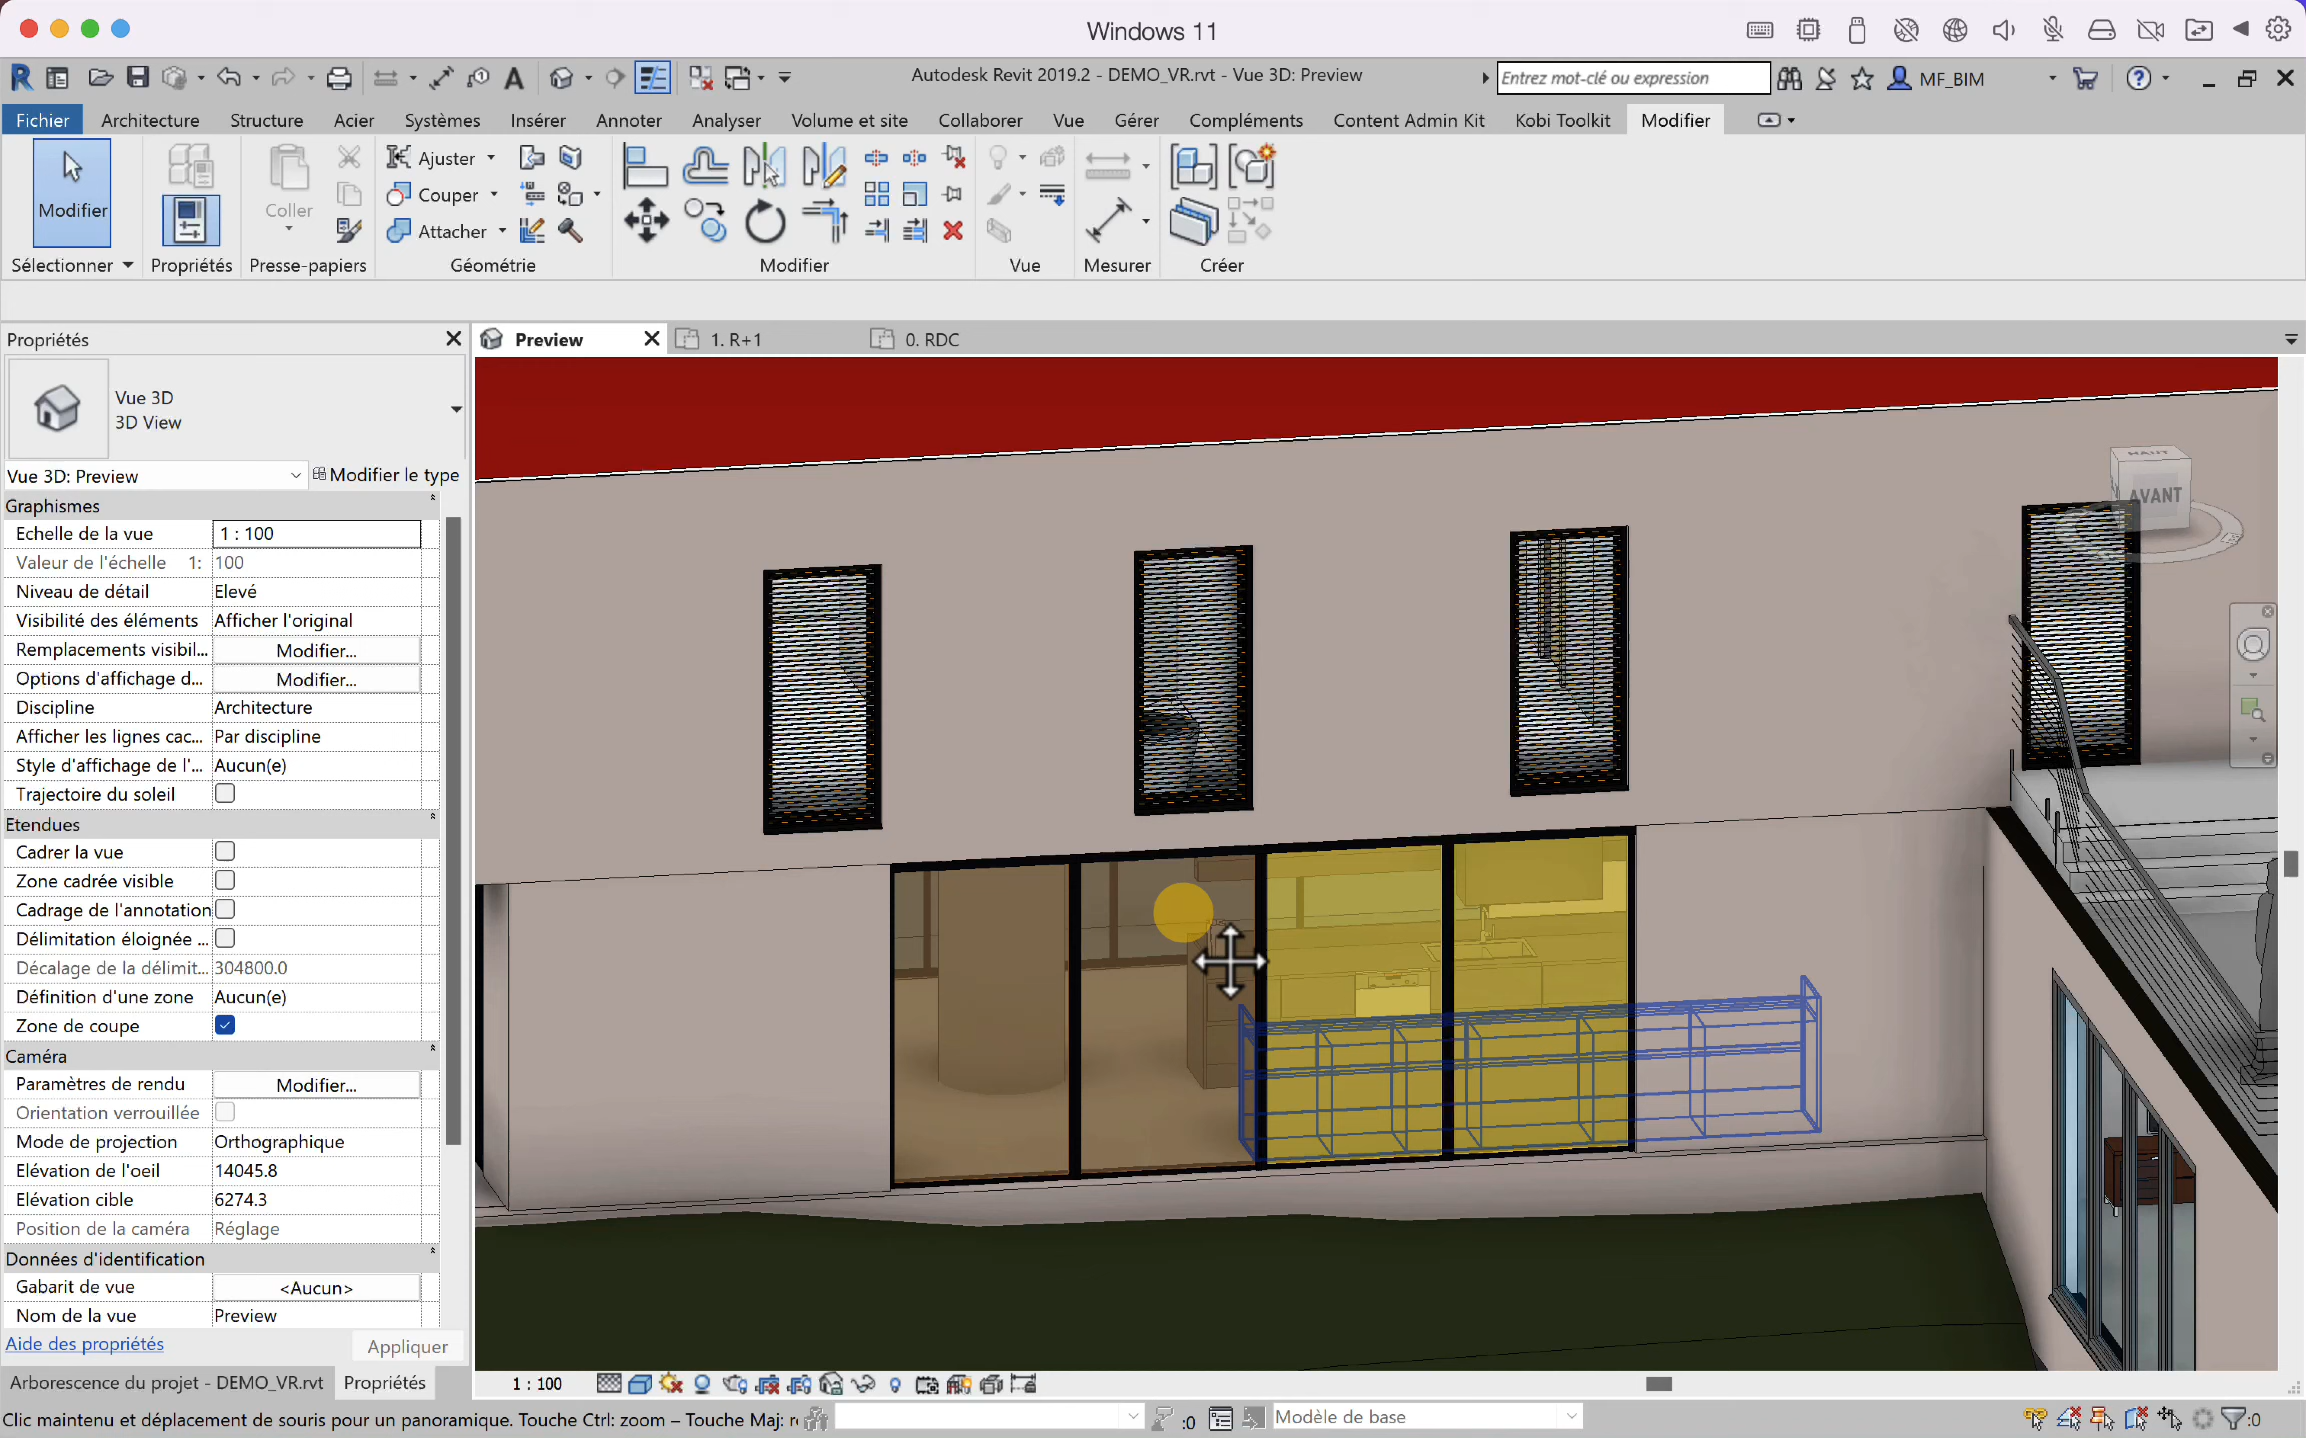 Windows 11
Autodesk Revit 2019.2 - DEMO_VR.rvt - Vue 3D: Preview
Entrez mot-clé ou expression
MF_BIM
Fichier
Architecture
Structure
Acier
Systèmes
Insérer
Annoter
Analyser
Volume et site
Collaborer
Vue
Gérer
Compléments
Content Admin Kit
Kobi Toolkit
Modifier
Modifier
Coller
Ajuster
Couper
Attacher
Sélectionner
Propriétés
Presse-papiers
Géométrie
Modifier
Vue
Mesurer
Créer
Propriétés
Preview
1. R+1
0. RDC
Vue 3D
3D View
Vue 3D: Preview
Modifier le type
Graphismes
Echelle de la vue 1 : 100
Valeur de l'échelle 1: 100
Niveau de détail Elevé
Visibilité des éléments Afficher l'original
Remplacements visibil... Modifier...
Options d'affichage d... Modifier...
Discipline Architecture
Afficher les lignes cac... Par discipline
Style d'affichage de l'... Aucun(e)
Trajectoire du soleil
Etendues
Cadrer la vue
Zone cadrée visible
Cadrage de l'annotation
Délimitation éloignée ...
Décalage de la délimit... 304800.0
Définition d'une zone Aucun(e)
Zone de coupe
Caméra
Paramètres de rendu Modifier...
Orientation verrouillée
Mode de projection Orthographique
Elévation de l'oeil 14045.8
Elévation cible 6274.3
Position de la caméra Réglage
Données d'identification
Gabarit de vue <Aucun>
Nom de la vue Preview
Aide des propriétés
Appliquer
Arborescence du projet - DEMO_VR.rvt
Propriétés
HAUT
AVANT
1 : 100
Clic maintenu et déplacement de souris pour un panoramique. Touche Ctrl: zoom – Touche Maj: r
:0
Modèle de base
:0